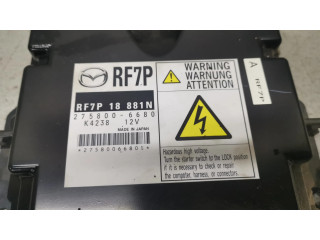 RF7P
RF7P 18 881N
275800-6680
K4238 12V
MADE IN JAPAN
*2758006680S*
WARNING
WARNUNG
ATTENTION
Hazardous high voltage.
Turn the starter switch to the LOCK position
if it is necessary to check or repair the
computer, harness, or connectors.
A RF7P